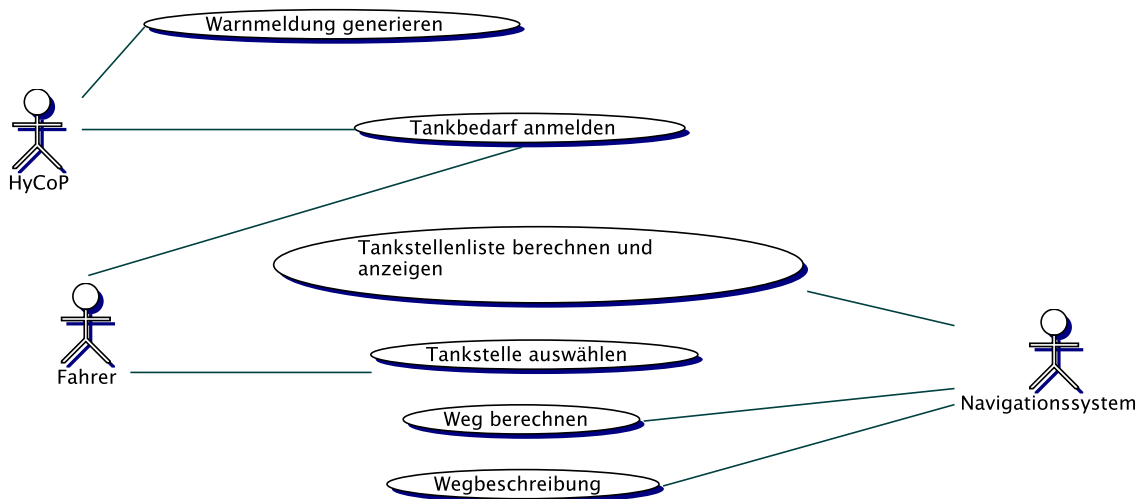 Warnmeldung generieren
Tankbedarf anmelden
HyCoP
Tankstellenliste berechnen und
anzeigen
Tankstelle auswählen
Fahrer
Navigationssystem
Weg berechnen
Wegbeschreibung